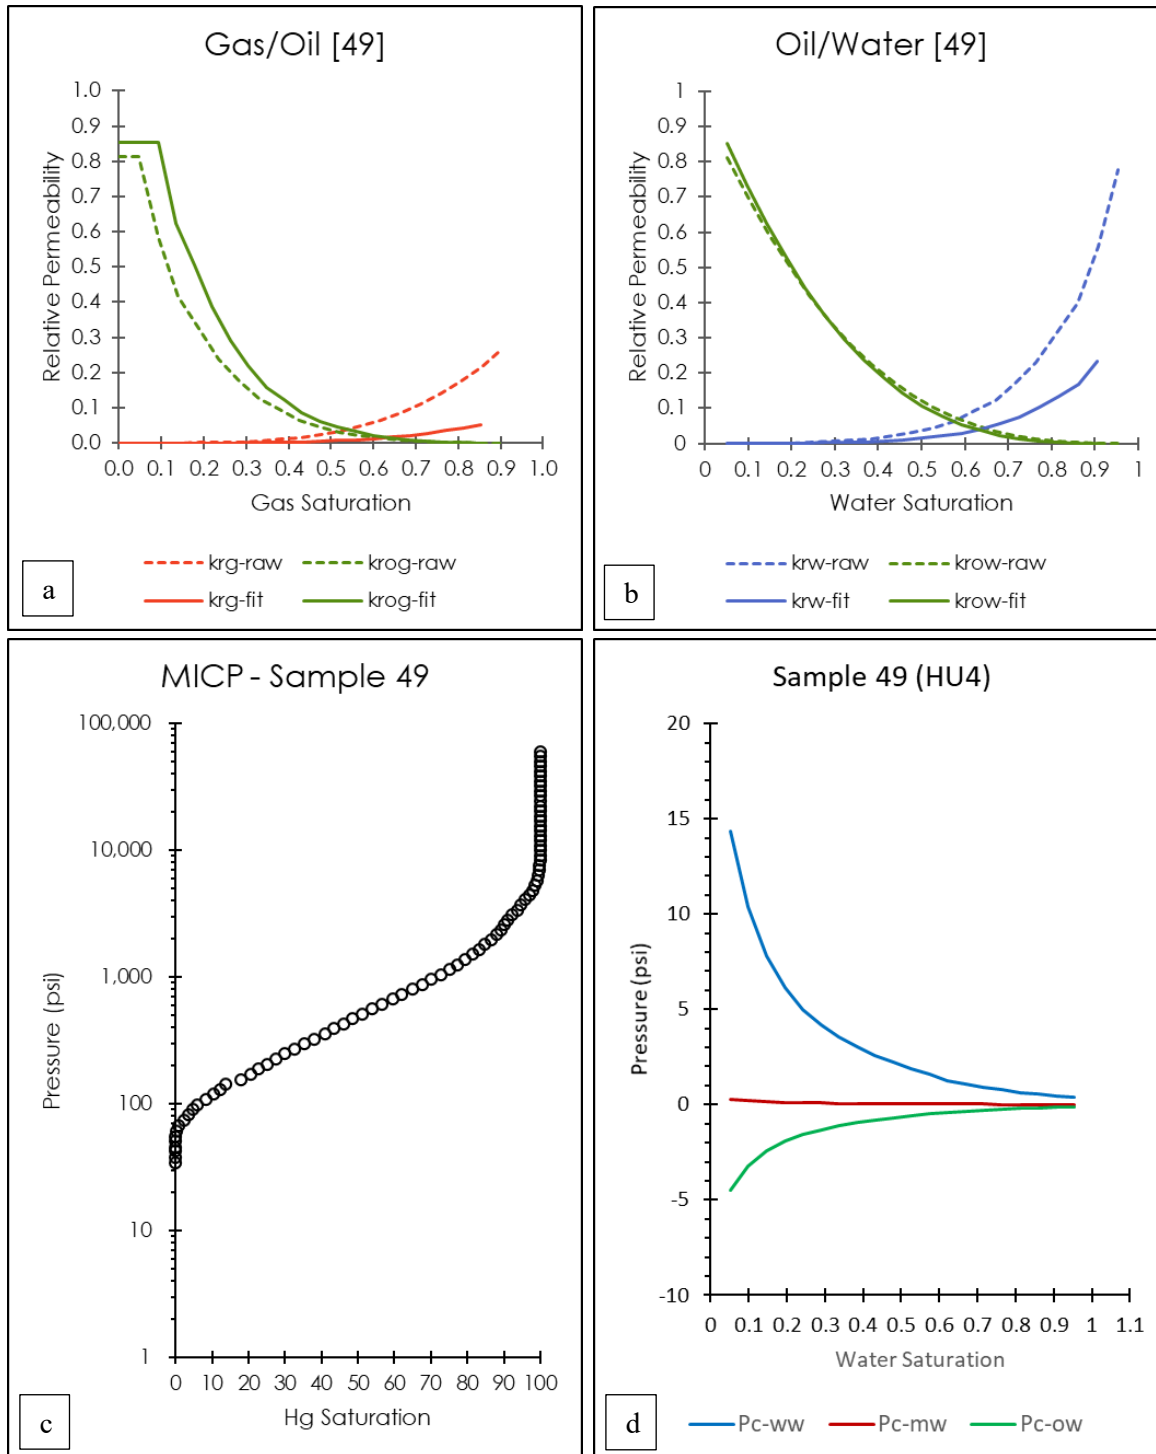 Gas/Oil [49]
Relative Permeability
1.0
0.9
0.8
0.7
0.6
0.5
0.4
0.3
0.2
0.1
0.0
0.0 0.1 0.2 0.3 0.4 0.5 0.6 0.7 0.8 0.9 1.0
Gas Saturation
krg-raw krog-raw
krg-fit krog-fit
a
Oil/Water [49]
Relative Permeability
1
0.9
0.8
0.7
0.6
0.5
0.4
0.3
0.2
0.1
0
0 0.1 0.2 0.3 0.4 0.5 0.6 0.7 0.8 0.9 1
Water Saturation
krw-raw krow-raw
krw-fit krow-fit
b
MICP - Sample 49
Pressure (psi)
100,000
10,000
1,000
100
10
1
0 10 20 30 40 50 60 70 80 90 100
Hg Saturation
c
Sample 49 (HU4)
Pressure (psi)
20
15
10
5
0
-5
-10
0 0.1 0.2 0.3 0.4 0.5 0.6 0.7 0.8 0.9 1 1.1
Water Saturation
Pc-ww Pc-mw Pc-ow
d